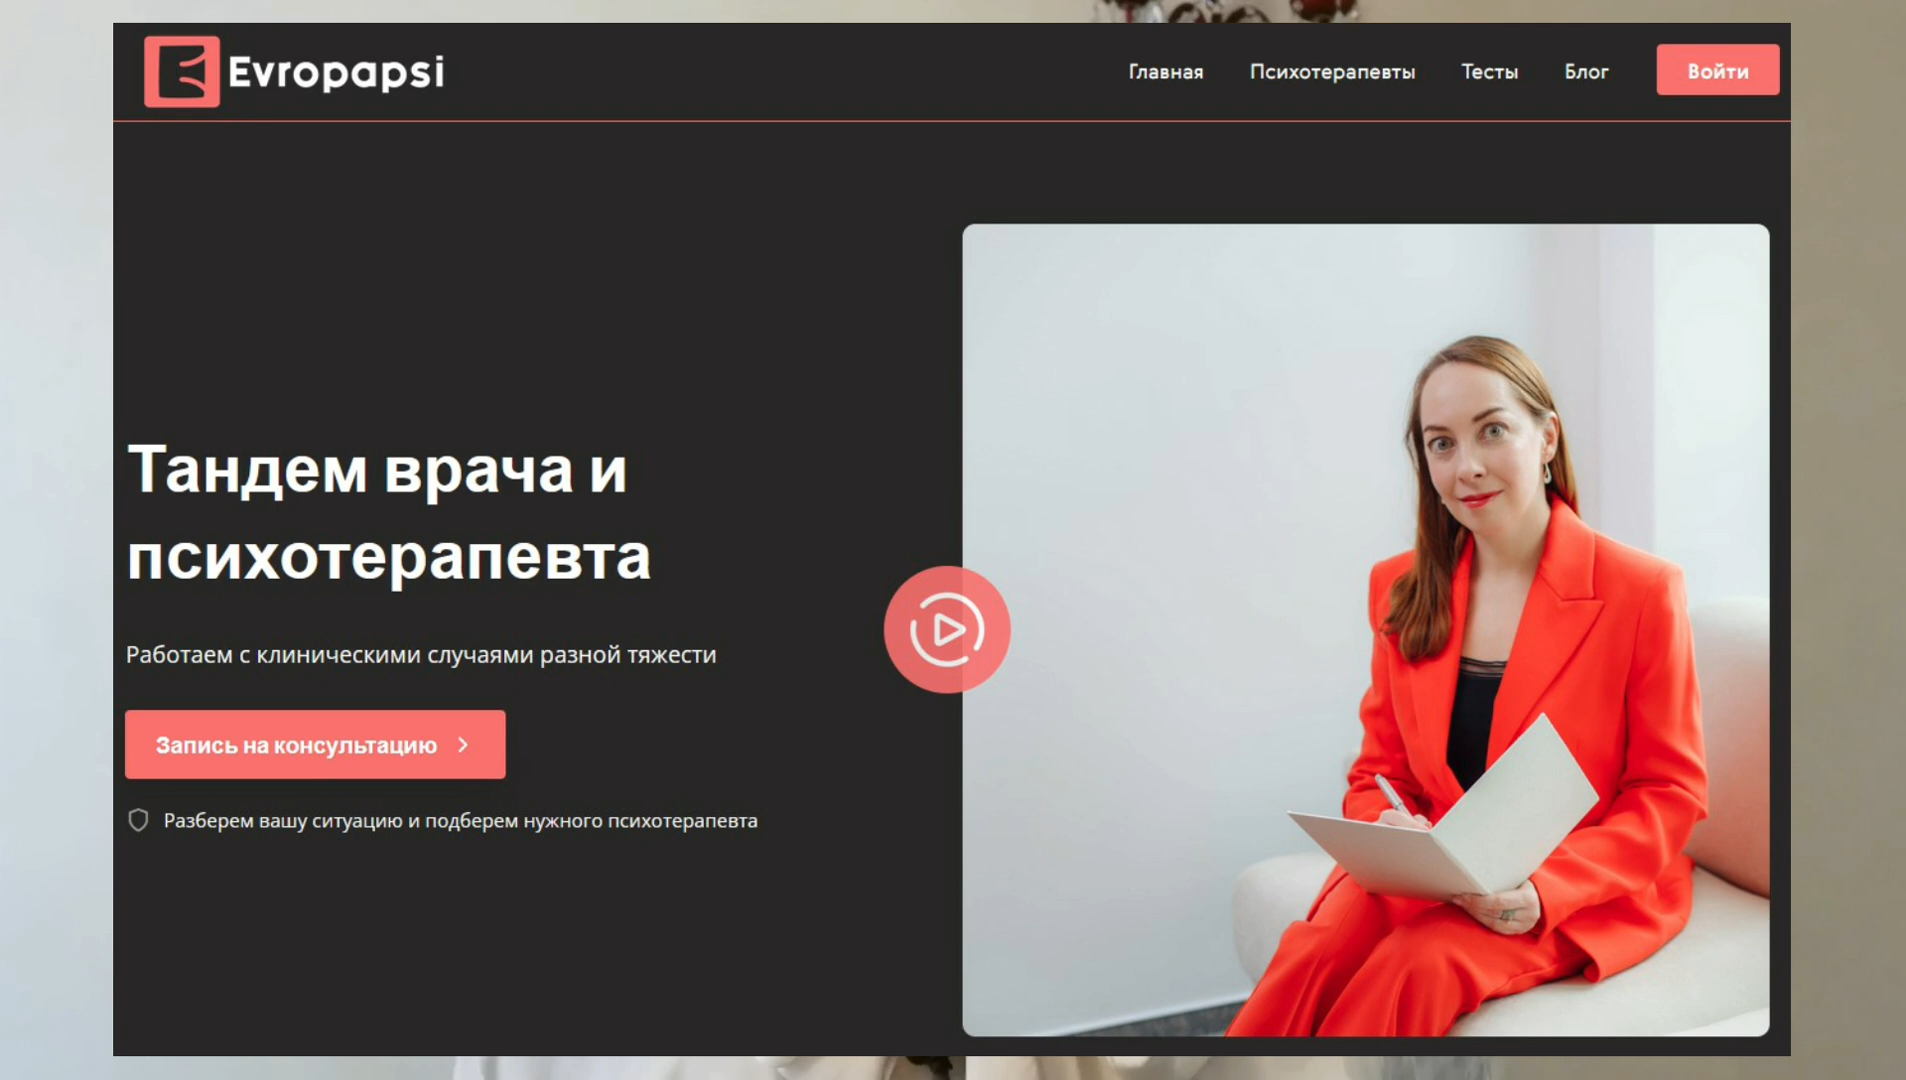 Evropapsi
Главная Психотерапевты Тесты Блог Войти
Тандем врача и
психотерапевта
Работаем с клиническими случаями разной тяжести
Запись на консультацию
Разберем вашу ситуацию и подберем нужного психотерапевта